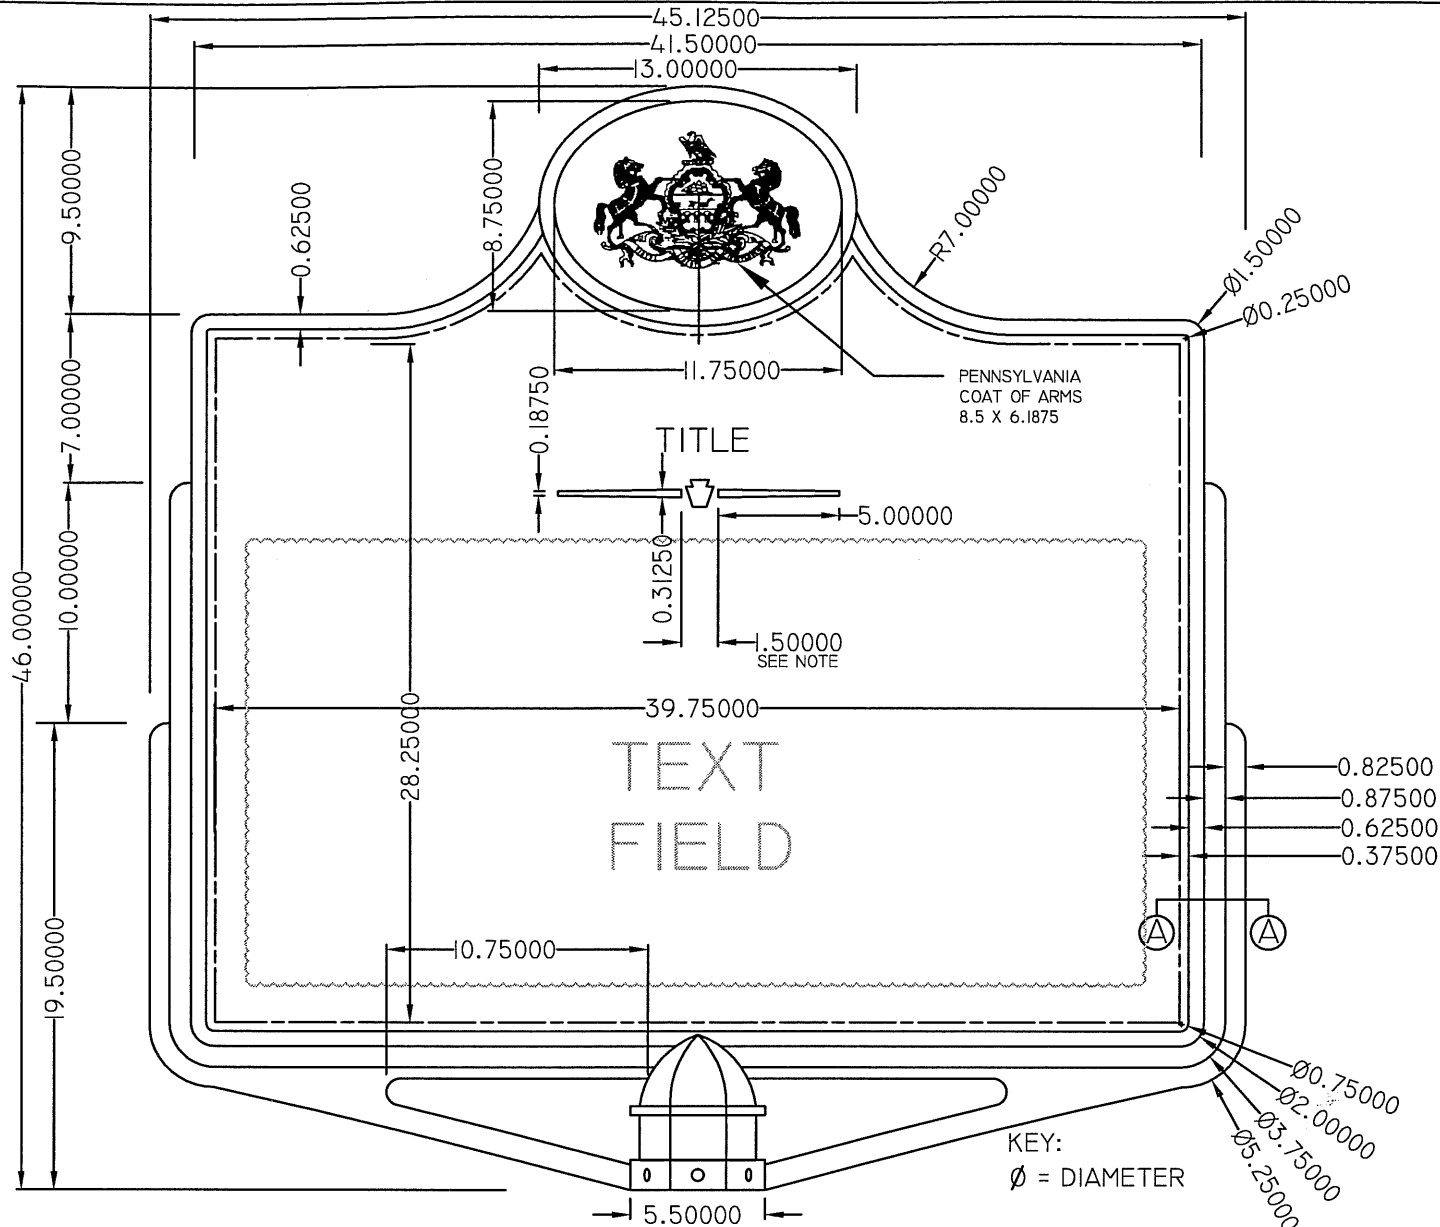 45.12500
41.50000
13.00000
9.50000
0.62500
8.75000
R7.00000
Ø1.50000
Ø0.25000
7.00000
11.75000
0.18750
PENNSYLVANIA
COAT OF ARMS
8.5 X 6.1875
TITLE
5.00000
0.31250
10.00000
46.00000
1.50000
SEE NOTE
39.75000
28.25000
TEXT
FIELD
0.82500
0.87500
0.62500
0.37500
A A
19.50000
10.75000
Ø0.75000
Ø2.00000
Ø3.75000
Ø5.25000
KEY:
Ø = DIAMETER
5.50000